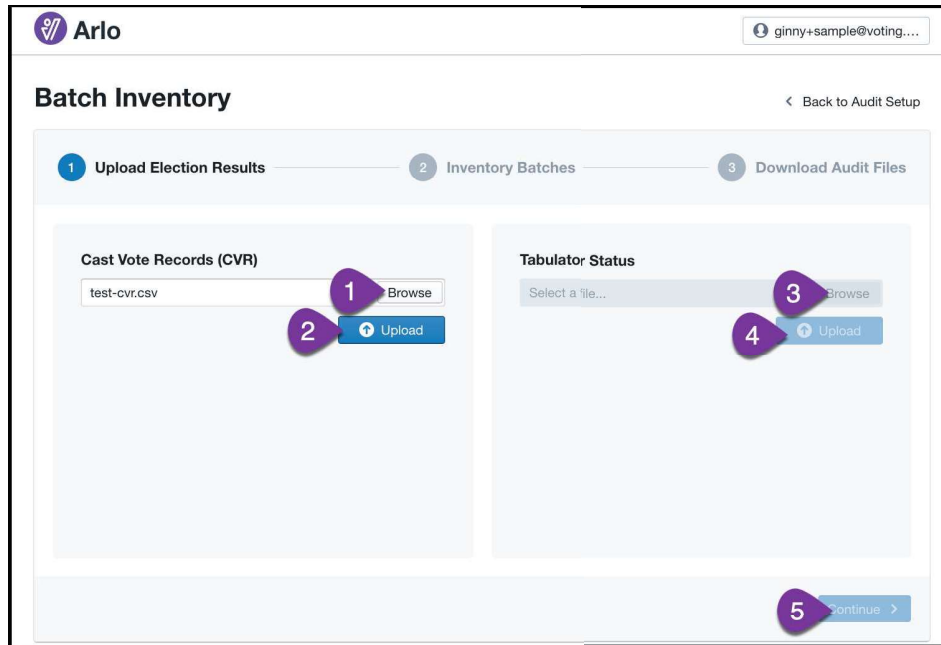 Arlo
ginny+sample@voting....
Batch Inventory
< Back to Audit Setup
1 Upload Election Results
2 Inventory Batches
3 Download Audit Files
Cast Vote Records (CVR)
test-cvr.csv
1
Browse
2
Upload
Tabulator Status
Select a file...
3
Browse
4
Upload
5
Continue >